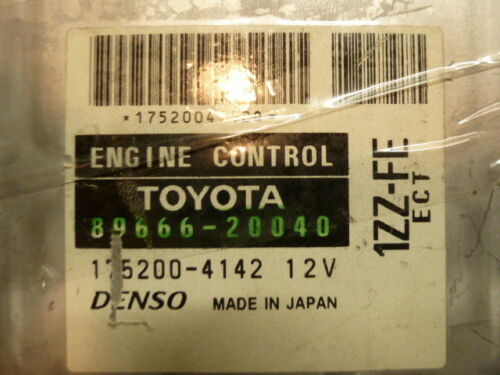 ENGINE CONTROL
TOYOTA
89666-20040
175200-4142 12V
DENSO MADE IN JAPAN
1ZZ-FE
ECT